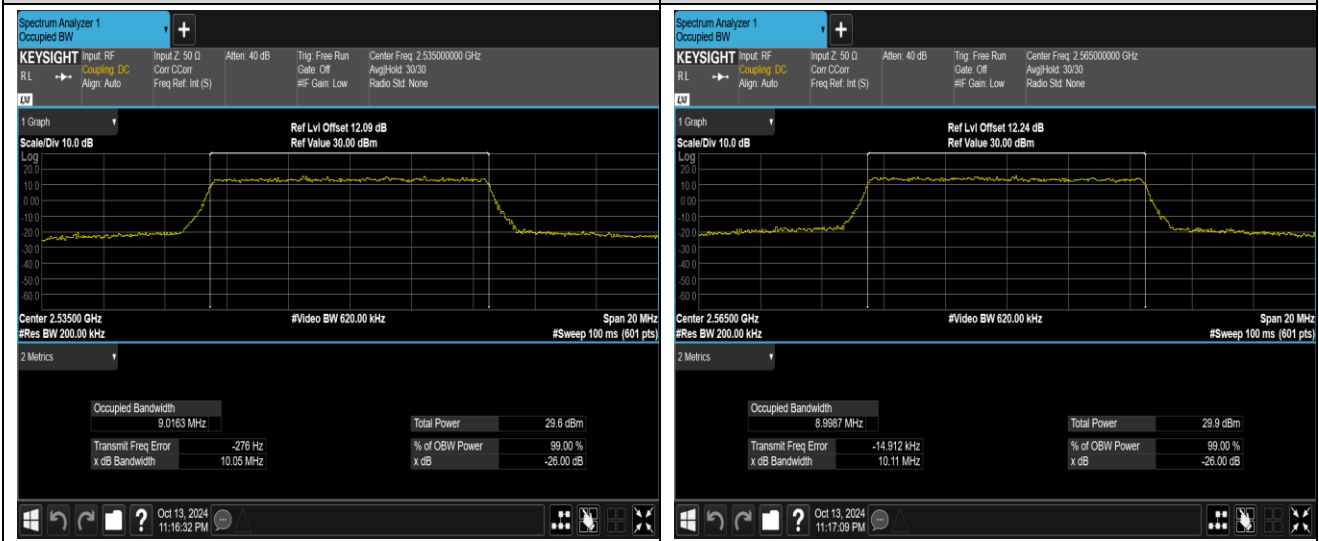 Spectrum Analyzer 1
Occupied BW
+
KEYSIGHT
RL
LXI
Input: RF
Coupling: DC
Align: Auto
Input Z: 50 Ω
Corr CCorr
Freq Ref: Int (S)
Atten: 40 dB
Trig: Free Run
Gate: Off
#IF Gain: Low
Center Freq: 2.535000000 GHz
Avg|Hold: 30/30
Radio Std: None
1 Graph
Scale/Div 10.0 dB
Ref Lvl Offset 12.09 dB
Ref Value 30.00 dBm
Log
20.0
10.0
0.00
-10.0
-20.0
-30.0
-40.0
-50.0
-60.0
Center 2.53500 GHz
#Res BW 200.00 kHz
#Video BW 620.00 kHz
Span 20 MHz
#Sweep 100 ms (601 pts)
2 Metrics
Occupied Bandwidth
9.0163 MHz
Total Power 29.6 dBm
Transmit Freq Error -276 Hz
% of OBW Power 99.00 %
x dB Bandwidth 10.05 MHz
x dB -26.00 dB
?
Oct 13, 2024
11:16:32 PM
Spectrum Analyzer 1
Occupied BW
+
KEYSIGHT
RL
LXI
Input: RF
Coupling: DC
Align: Auto
Input Z: 50 Ω
Corr CCorr
Freq Ref: Int (S)
Atten: 40 dB
Trig: Free Run
Gate: Off
#IF Gain: Low
Center Freq: 2.565000000 GHz
Avg|Hold: 30/30
Radio Std: None
1 Graph
Scale/Div 10.0 dB
Ref Lvl Offset 12.24 dB
Ref Value 30.00 dBm
Log
20.0
10.0
0.00
-10.0
-20.0
-30.0
-40.0
-50.0
-60.0
Center 2.56500 GHz
#Res BW 200.00 kHz
#Video BW 620.00 kHz
Span 20 MHz
#Sweep 100 ms (601 pts)
2 Metrics
Occupied Bandwidth
8.9987 MHz
Total Power 29.9 dBm
Transmit Freq Error -14.912 kHz
% of OBW Power 99.00 %
x dB Bandwidth 10.11 MHz
x dB -26.00 dB
?
Oct 13, 2024
11:17:09 PM